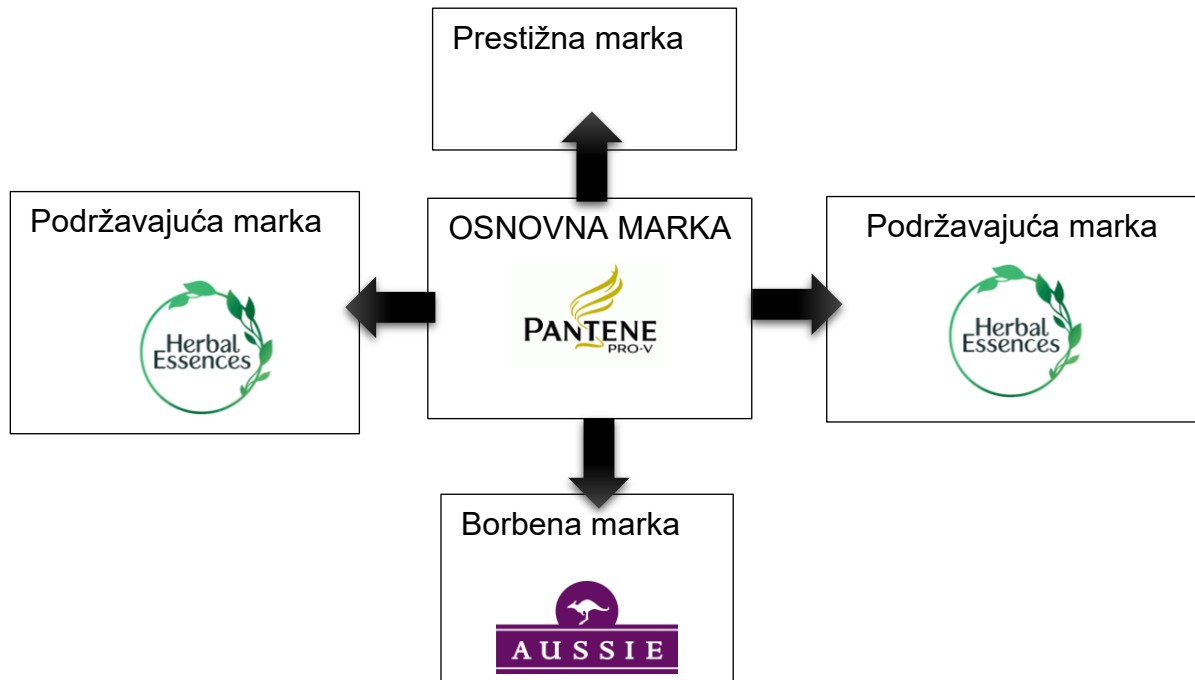 Prestižna marka
Podržavajuća marka
Herbal
Essences
OSNOVNA MARKA
PANTENE
PRO-V
Podržavajuća marka
Herbal
Essences
Borbena marka
AUSSIE